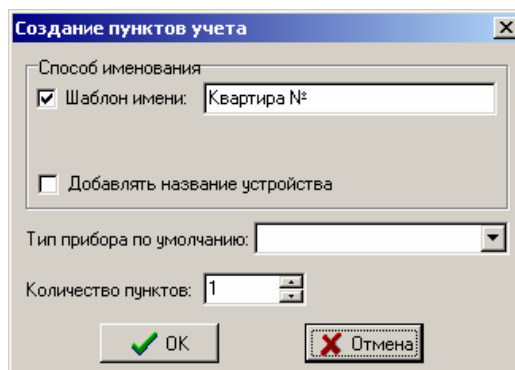 Создание пунктов учета
Способ именования
Шаблон имени: Квартира №
Добавлять название устройства
Тип прибора по умолчанию:
Количество пунктов: 1
OK Отмена